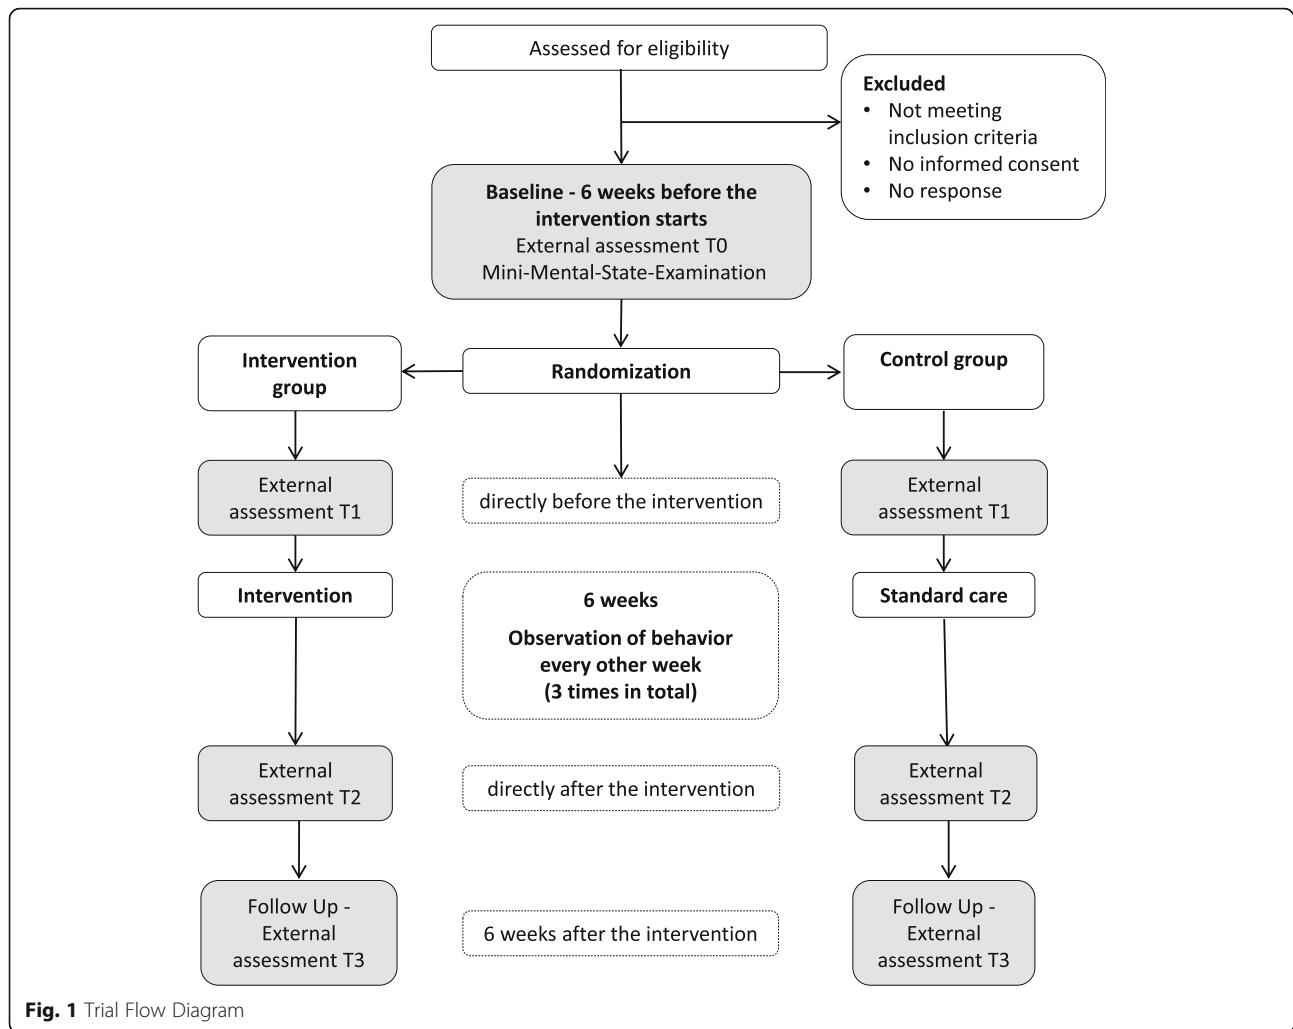 Assessed for eligibility
Excluded
• Not meeting
inclusion criteria
• No informed consent
• No response
Baseline - 6 weeks before the
intervention starts
External assessment T0
Mini-Mental-State-Examination
Intervention
group
Randomization
Control group
External
assessment T1
directly before the intervention
External
assessment T1
Intervention
6 weeks
Observation of behavior
every other week
(3 times in total)
Standard care
External
assessment T2
directly after the intervention
External
assessment T2
Follow Up -
External
assessment T3
6 weeks after the intervention
Follow Up -
External
assessment T3
Fig. 1 Trial Flow Diagram